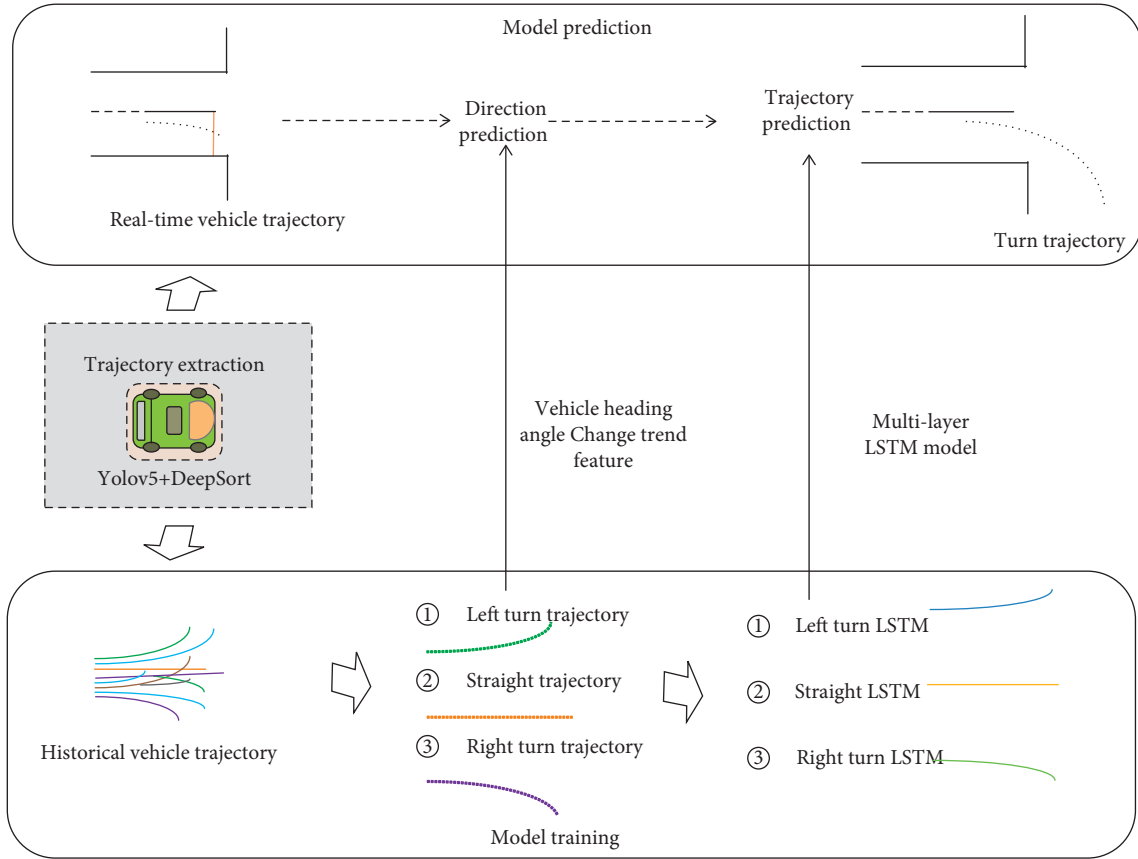 Model prediction
Direction
prediction
Trajectory
prediction
Real-time vehicle trajectory
Turn trajectory
Trajectory extraction
Yolov5+DeepSort
Vehicle heading
angle Change trend
feature
Multi-layer
LSTM model
1 Left turn trajectory
2 Straight trajectory
3 Right turn trajectory
1 Left turn LSTM
2 Straight LSTM
3 Right turn LSTM
Historical vehicle trajectory
Model training